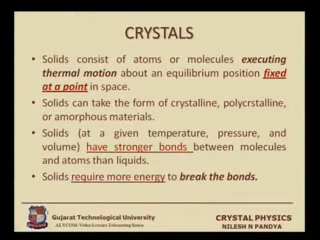 CRYSTALS
• Solids consist of atoms or molecules executing
thermal motion about an equilibrium position fixed
at a point in space.
• Solids can take the form of crystalline, polycrstalline,
or amorphous materials.
• Solids (at a given temperature, pressure, and
volume) have stronger bonds between molecules
and atoms than liquids.
• Solids require more energy to break the bonds.
Gujarat Technological University
CRYSTAL PHYSICS
NILESH N PANDYA